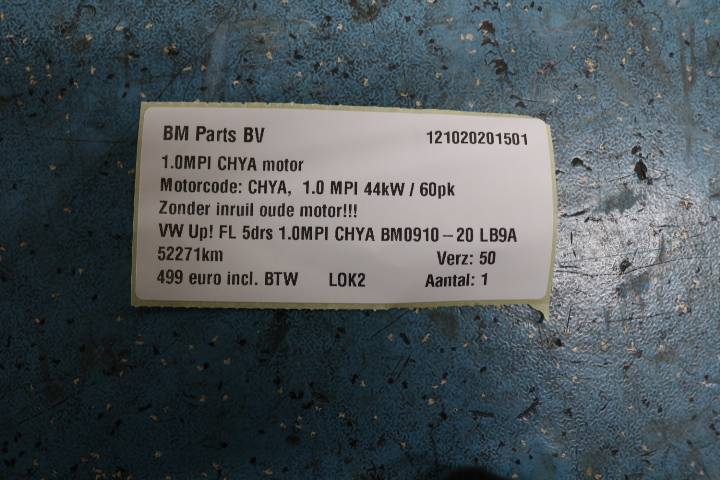 BM Parts BV 121020201501
1.0MPI CHYA motor
Motorcode: CHYA, 1.0 MPI 44kW / 60pk
Zonder inruil oude motor!!!
VW Up! FL 5drs 1.0MPI CHYA BM0910-20 LB9A
52271km Verz: 50
499 euro incl. BTW LOK2 Aantal: 1